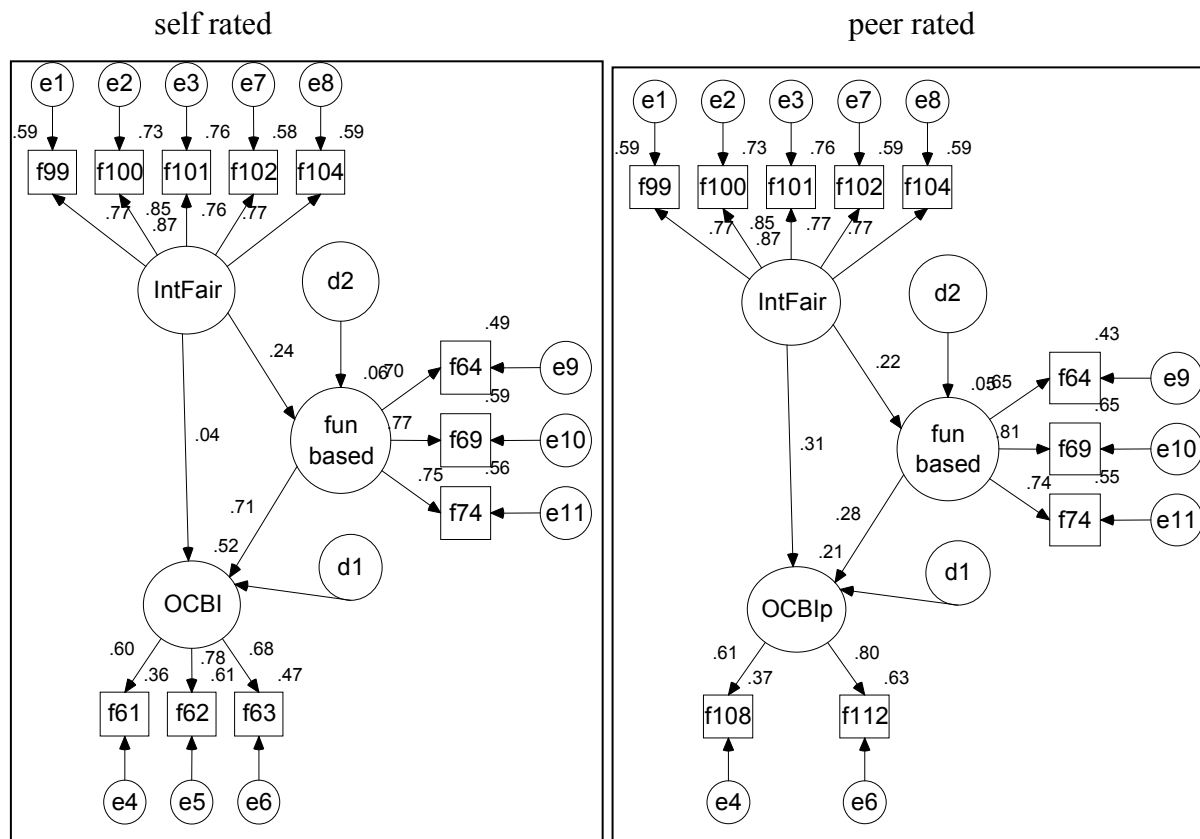 self rated
e1 e2 e3 e7 e8
.59 .73 .76 .58 .59
f99 f100 f101 f102 f104
.77 .85 .76 .77
.87
IntFair
d2
.49
.24
f64 e9
.06 .70
.59
.04
.77
fun
based
f69 e10
.56
.75
.71
f74 e11
.52
d1
OCBI
.60 .78 .68
.36 .61 .47
f61 f62 f63
e4 e5 e6
peer rated
e1 e2 e3 e7 e8
.59 .73 .76 .59 .59
f99 f100 f101 f102 f104
.77 .85 .77 .77
.87
IntFair
d2
.43
.22
f64 e9
.05 .65
.65
.31
.81
fun
based
f69 e10
.55
.74
.28
f74 e11
.21
d1
OCBIp
.61 .80
.37 .63
f108 f112
e4 e6